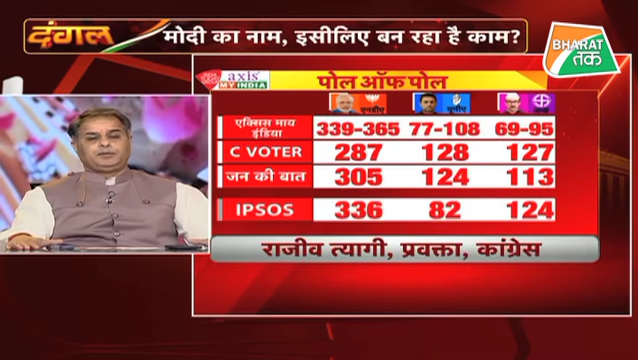 दंगल
मोदी का नाम, इसीलिए बन रहा है काम?
BHARAT
तक
axis
MY INDIA
पोल ऑफ पोल
एनडीए यूपीए
एक्सिस माय इंडिया 339-365 77-108 69-95
C VOTER 287 128 127
जन की बात 305 124 113
IPSOS 336 82 124
राजीव त्यागी, प्रवक्ता, कांग्रेस